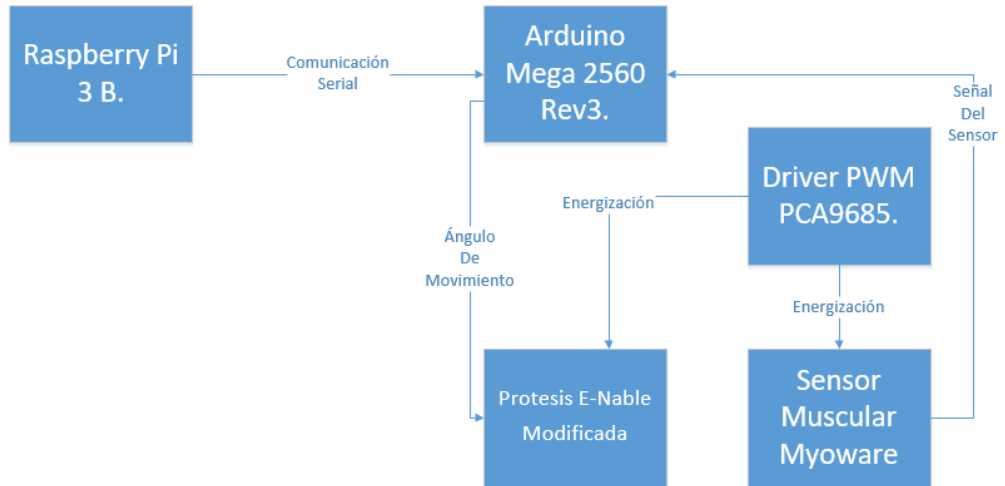 Raspberry Pi
3 B.
Comunicación
Serial
Arduino
Mega 2560
Rev3.
Señal
Del
Sensor
Driver PWM
PCA9685.
Energización
Ángulo
De
Movimiento
Energización
Protesis E-Nable
Modificada
Sensor
Muscular
Myoware